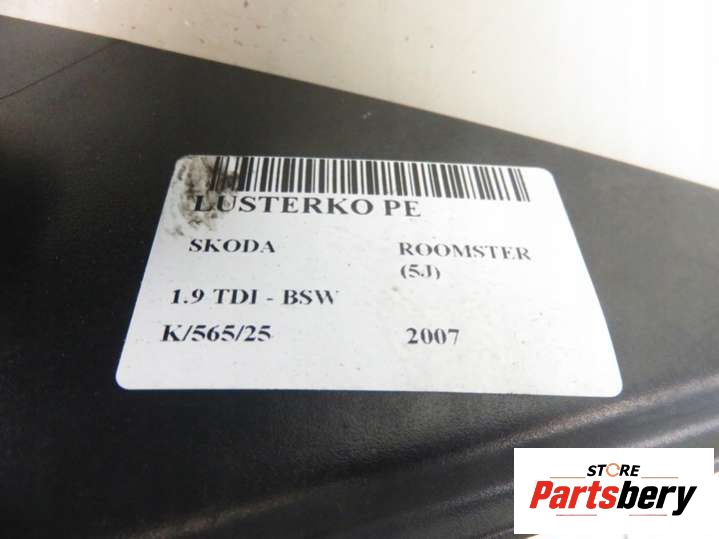 LUSTERKO PE
SKODA ROOMSTER
(5J)
1.9 TDI - BSW
K/565/25 2007
STORE
Partsbery